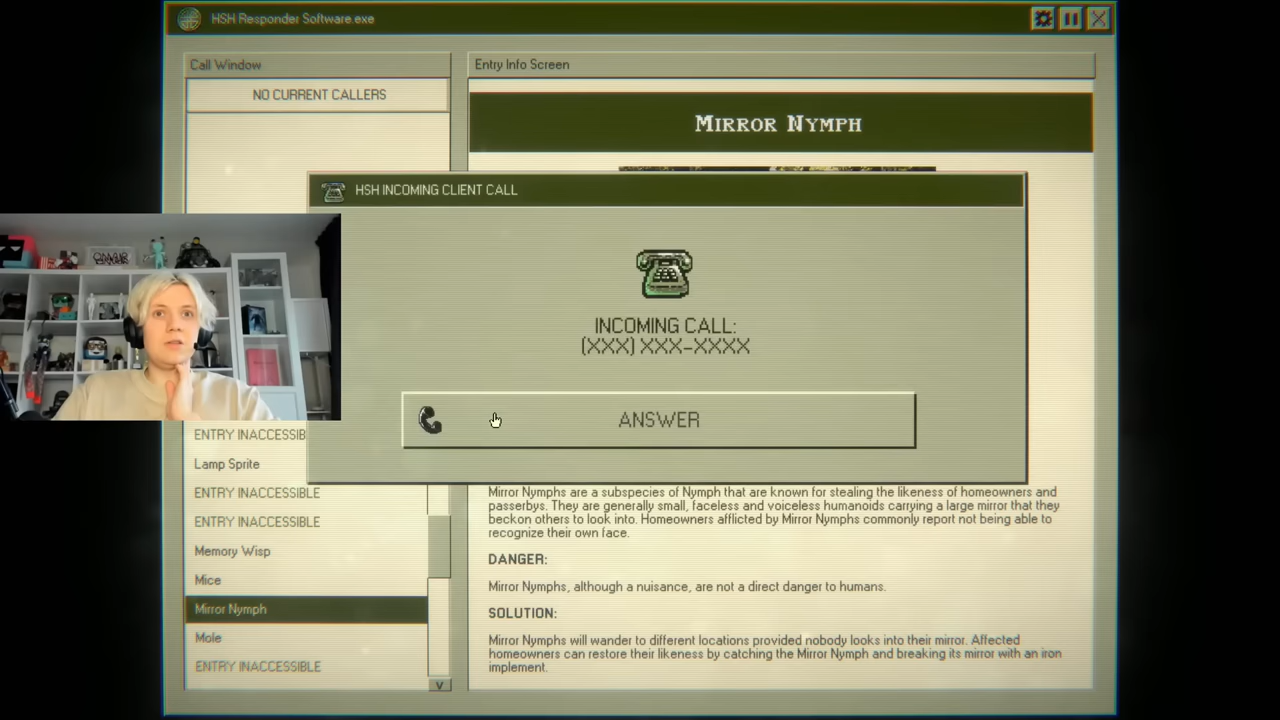 HSH Responder Software.exe
Call Window
NO CURRENT CALLERS
Entry Info Screen
MIRROR NYMPH
HSH INCOMING CLIENT CALL
INCOMING CALL:
(XXX) XXX-XXXX
ANSWER
ENTRY INACCESSIB
Lamp Sprite
ENTRY INACCESSIBLE
ENTRY INACCESSIBLE
Memory Wisp
Mice
Mirror Nymph
Mole
ENTRY INACCESSIBLE
V
Mirror Nymphs are a subspecies of Nymph that are known for stealing the likeness of homeowners and
passerbys. They are generally small, faceless and voiceless humanoids carrying a large mirror that they
beckon others to look into. Homeowners afflicted by Mirror Nymphs commonly report not being able to
recognize their own face.
DANGER:
Mirror Nymphs, although a nuisance, are not a direct danger to humans.
SOLUTION:
Mirror Nymphs will wander to different locations provided nobody looks into their mirror. Affected
homeowners can restore their likeness by catching the Mirror Nymph and breaking its mirror with an iron
implement.